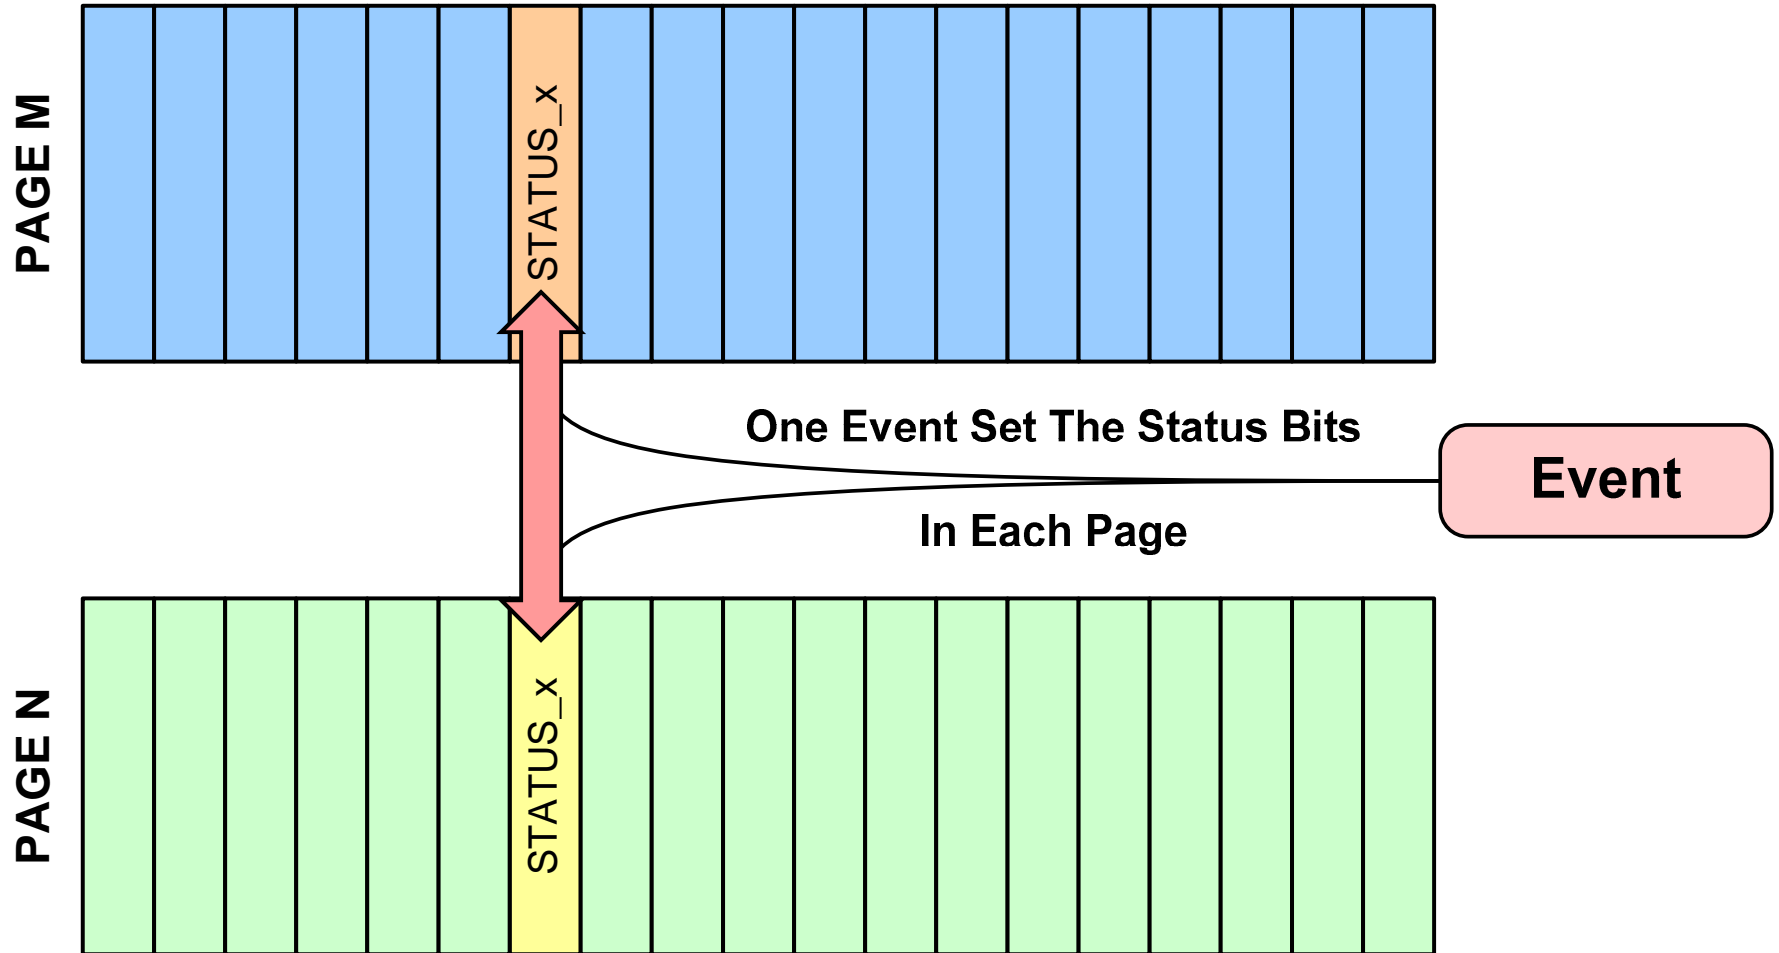 PAGE M
STATUS_x
One Event Set The Status Bits
Event
In Each Page
PAGE N
STATUS_x